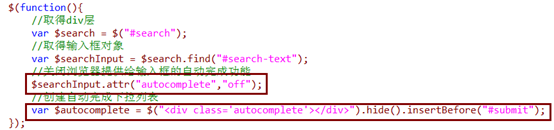 $(function(){
//取得div层
var $search = $("#search");
//取得输入框对象
var $searchInput = $search.find("#search-text");
//关闭浏览器提供给输入框的自动完成功能
$searchInput.attr("autocomplete","off");
//创建自动完成下拉列表
var $autocomplete = $("<div class='autocomplete'></div>").hide().insertBefore("#submit");
});